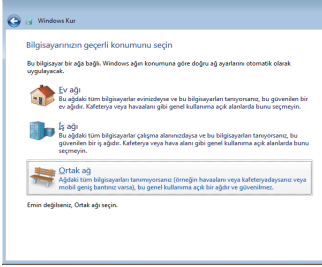 Windows Kur
Bilgisayarınızın geçerli konumunu seçin
Bu bilgisayar bir ağa bağlı. Windows ağın konumuna göre doğru ağ ayarlarını otomatik olarak
uygulayacak.
Ev ağı
Bu ağdaki tüm bilgisayarlar evinizdeyse ve bu bilgisayarları tanıyorsanız, bu güvenilen bir
ev ağıdır. Kafeterya veya havaalanı gibi genel kullanıma açık alanlarda bunu seçmeyin.
İş ağı
Bu ağdaki tüm bilgisayarlar çalışma alanınızdaysa ve bu bilgisayarları tanıyorsanız, bu
güvenilen bir iş ağıdır. Kafeterya veya hava alanı gibi genel kullanıma açık alanlarda bunu
seçmeyin.
Ortak ağ
Ağdaki tüm bilgisayarları tanımıyorsanız (örneğin havaalanı veya kafeteryadaysanız veya
mobil geniş bantınız varsa), bu genel kullanıma açık bir ağdır ve güvenilmez.
Emin değilseniz, Ortak ağı seçin.